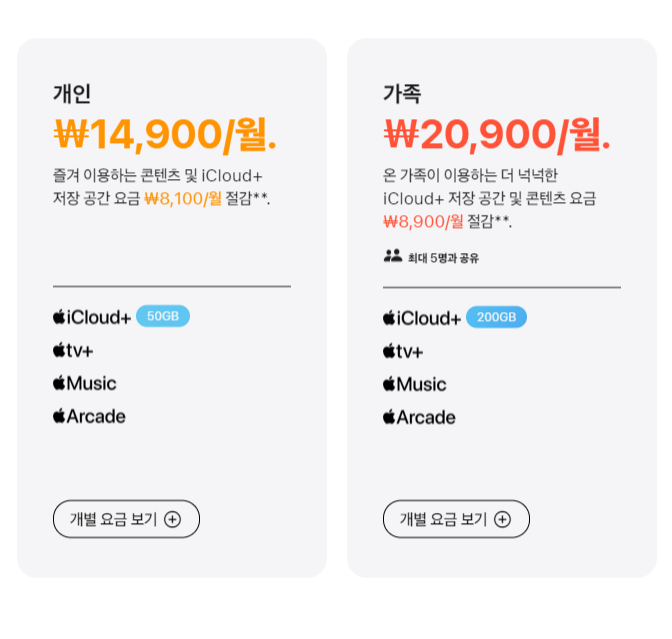 개인
₩14,900/월.
즐겨 이용하는 콘텐츠 및 iCloud+
저장 공간 요금 ₩8,100/월 절감**.
iCloud+ 50GB
tv+
Music
Arcade
개별 요금 보기
가족
₩20,900/월.
온 가족이 이용하는 더 넉넉한
iCloud+ 저장 공간 및 콘텐츠 요금
₩8,900/월 절감**.
최대 5명과 공유
iCloud+ 200GB
tv+
Music
Arcade
개별 요금 보기